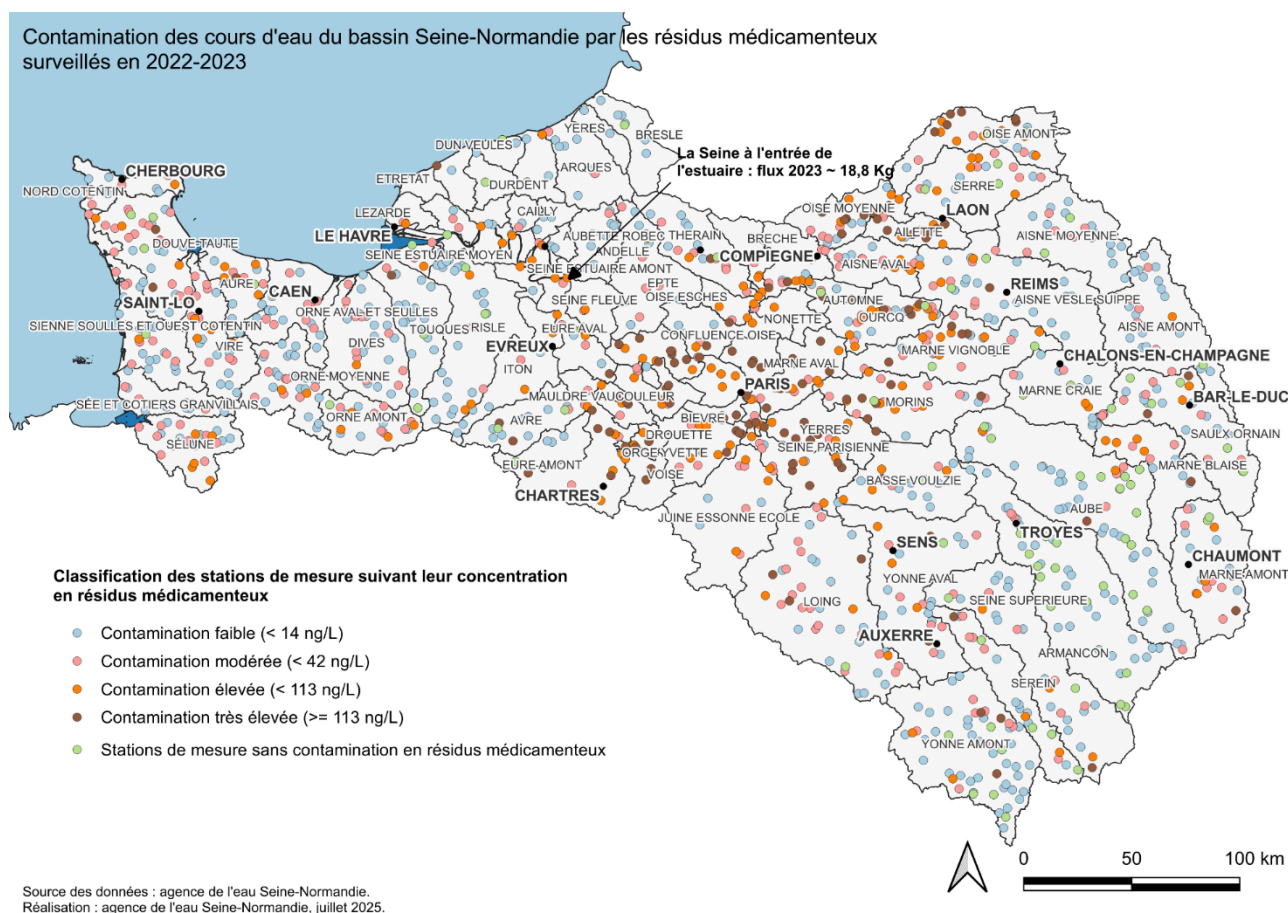 Contamination des cours d'eau du bassin Seine-Normandie par les résidus médicamenteux
surveillés en 2022-2023
YERES
BRESLE
DUN VEULES
ARQUES
OISE AMONT
La Seine à l'entrée de
l'estuaire : flux 2023 ~ 18,8 Kg
CHERBOURG
ETRETAT
DURDENT
NORD COTENTIN
SERRE
LEZARDE
CAILLY
OISE MOYENNE
LAON
LE HAVRE
AUBETTE ROBEC
THERAIN
BRECHE
AILETTE
AISNE MOYENNE
DOUVE TAUTE
SEINE ESTUAIRE MOYEN
ANDELLE
COMPIEGNE
AISNE AVAL
SEINE ESTUAIRE AMONT
AURE
CAEN
EPTE
OISE ESCHES
REIMS
SAINT-LO
ORNE AVAL ET SEULLES
SEINE FLEUVE
AUTOMNE
AISNE VESLE SUIPPE
SIENNE SOULLES ET OUEST COTENTIN
TOUQUES
RISLE
EURE AVAL
NONETTE
OURCQ
AISNE AMONT
VIRE
DIVES
EVREUX
CONFLUENCE OISE
MARNE VIGNOBLE
CHALONS-EN-CHAMPAGNE
ITON
MARNE AVAL
ORNE MOYENNE
PARIS
MARNE CRAIE
MAULDRE VAUCOULEUR
MORINS
BAR-LE-DUC
SÉE ET COTIERS GRANVILLAIS
ORNE AMONT
AVRE
BIEVRE
YERRES
SAULX ORNAIN
SELUNE
DROUETTE
SEINE PARISIENNE
ORGE YVETTE
EURE AMONT
VOISE
MARNE BLAISE
BASSE VOULZIE
CHARTRES
AUBE
JUINE ESSONNE ECOLE
TROYES
SENS
CHAUMONT
MARNE AMONT
YONNE AVAL
LOING
SEINE SUPERIEURE
AUXERRE
ARMANCON
SEREIN
YONNE AMONT
Classification des stations de mesure suivant leur concentration
en résidus médicamenteux
Contamination faible (< 14 ng/L)
Contamination modérée (< 42 ng/L)
Contamination élevée (< 113 ng/L)
Contamination très élevée (>= 113 ng/L)
Stations de mesure sans contamination en résidus médicamenteux
0 50 100 km
Source des données : agence de l'eau Seine-Normandie.
Réalisation : agence de l'eau Seine-Normandie, juillet 2025.